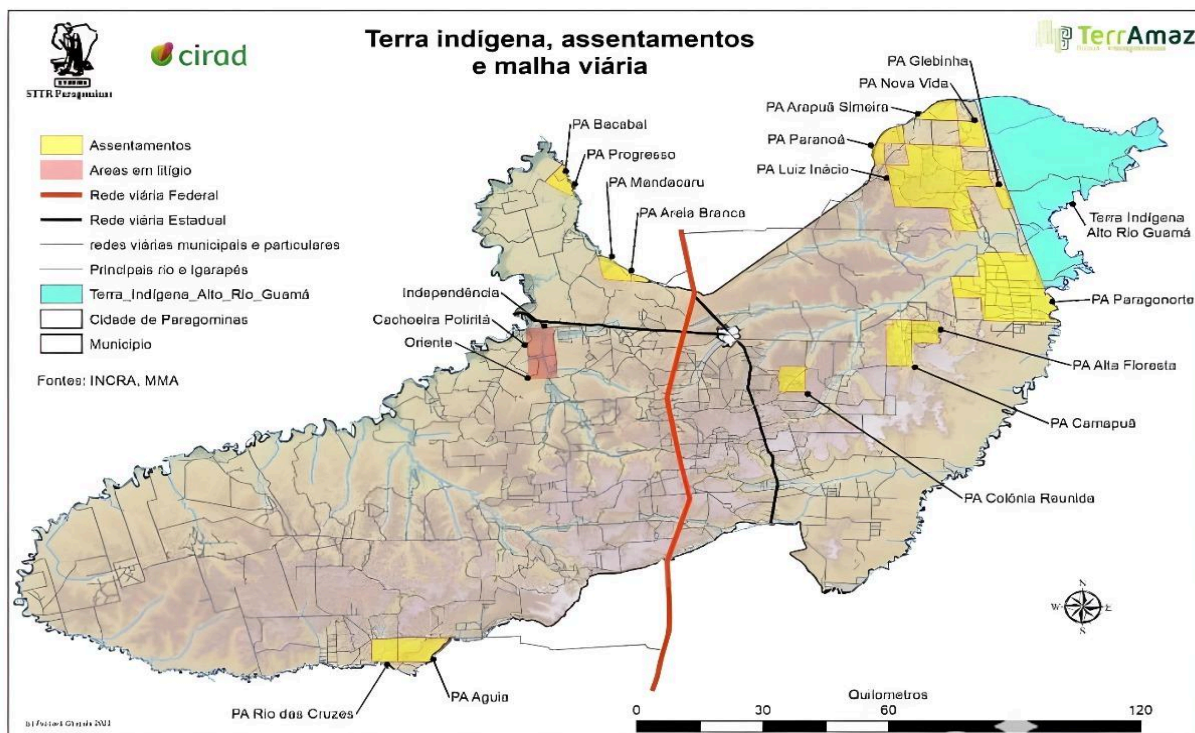 Terra indígena, assentamentos
e malha viária
STTR Paragominas
cirad
TerrAmaz
Assentamentos
Areas em litígio
Rede viária Federal
Rede viária Estadual
redes viárias municipais e particulares
Principais rio e Igarapés
Terra_Indígena_Alto_Rio_Guamá
Cidade de Paragominas
Município
Fontes: INCRA, MMA
PA Glebinha
PA Nova Vida
PA Arapuã Simeira
PA Paranoá
PA Luiz Inácio
PA Bacabal
PA Progresso
PA Mandacaru
PA Areia Branca
Terra Indígena
Alto Rio Guamá
Independência
Cachoeira Potiritá
Oriente
PA Paragonorte
PA Alta Floresta
PA Camapuã
PA Colônia Reunida
PA Aguia
PA Rio das Cruzes
N
W
E
S
Quilometros
0 30 60 120